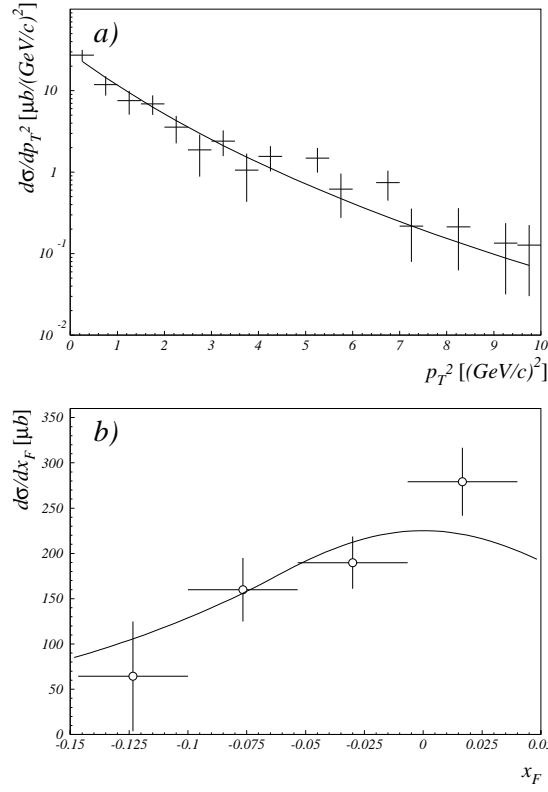 a)
dσ/dp_T^2 [μb/(GeV/c)^2]
10
1
10^-1
10^-2
0 1 2 3 4 5 6 7 8 9 10
p_T^2 [(GeV/c)^2]
b)
dσ/dx_F [μb]
350
300
250
200
150
100
50
0
-0.15 -0.125 -0.1 -0.075 -0.05 -0.025 0 0.025 0.0
x_F